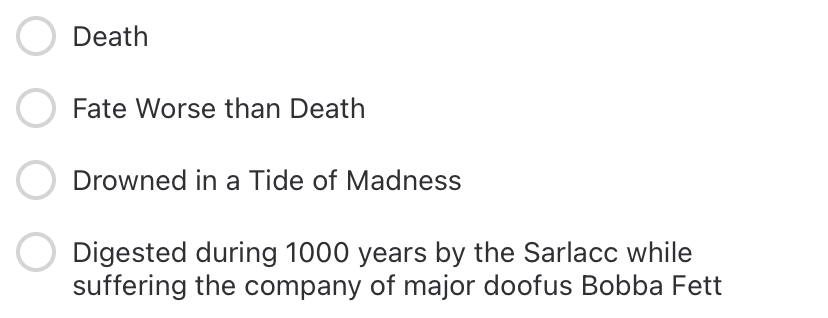 Death
Fate Worse than Death
Drowned in a Tide of Madness
Digested during 1000 years by the Sarlacc while
suffering the company of major doofus Bobba Fett